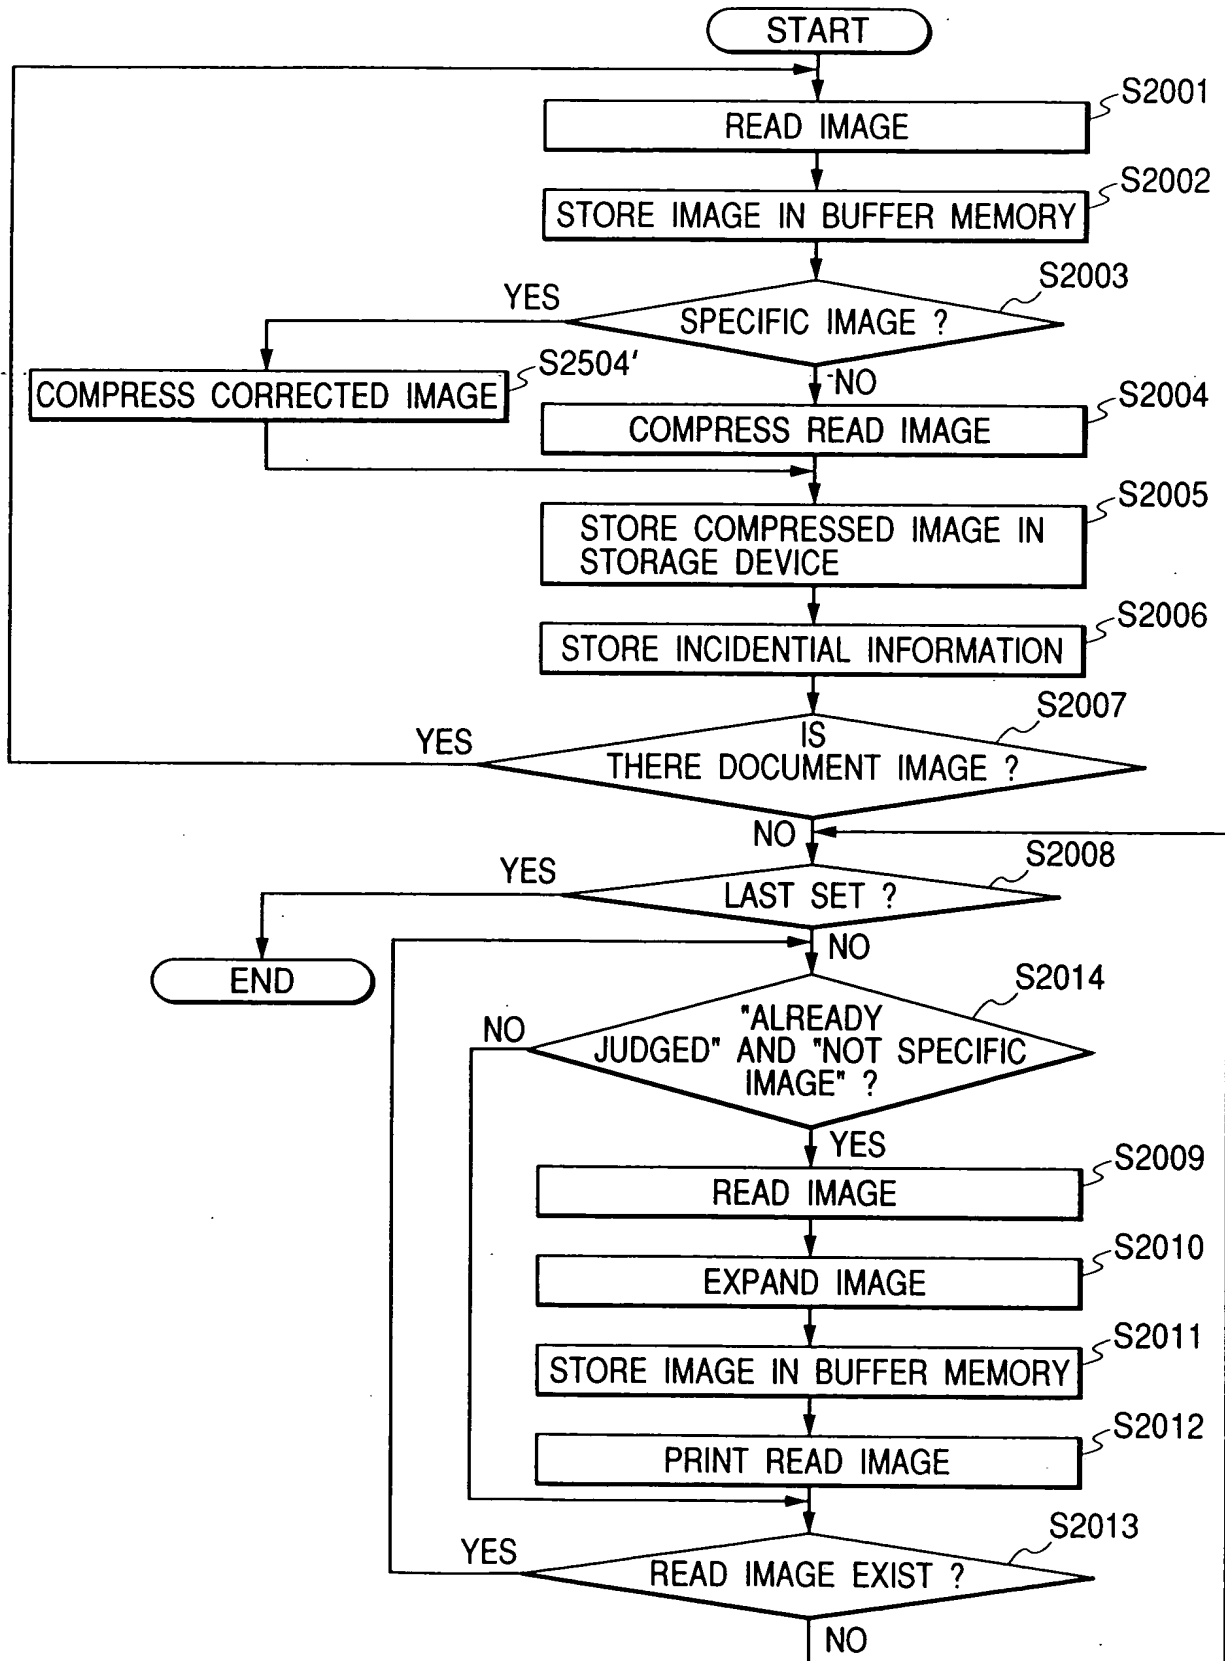 START
S2001
READ IMAGE
S2002
STORE IMAGE IN BUFFER MEMORY
S2003
YES
SPECIFIC IMAGE ?
S2504'
NO
COMPRESS CORRECTED IMAGE
S2004
COMPRESS READ IMAGE
S2005
STORE COMPRESSED IMAGE IN
STORAGE DEVICE
S2006
STORE INCIDENTIAL INFORMATION
S2007
YES
IS
THERE DOCUMENT IMAGE ?
NO
S2008
YES
LAST SET ?
NO
END
S2014
NO
"ALREADY
JUDGED" AND "NOT SPECIFIC
IMAGE" ?
YES
S2009
READ IMAGE
S2010
EXPAND IMAGE
S2011
STORE IMAGE IN BUFFER MEMORY
S2012
PRINT READ IMAGE
S2013
YES
READ IMAGE EXIST ?
NO